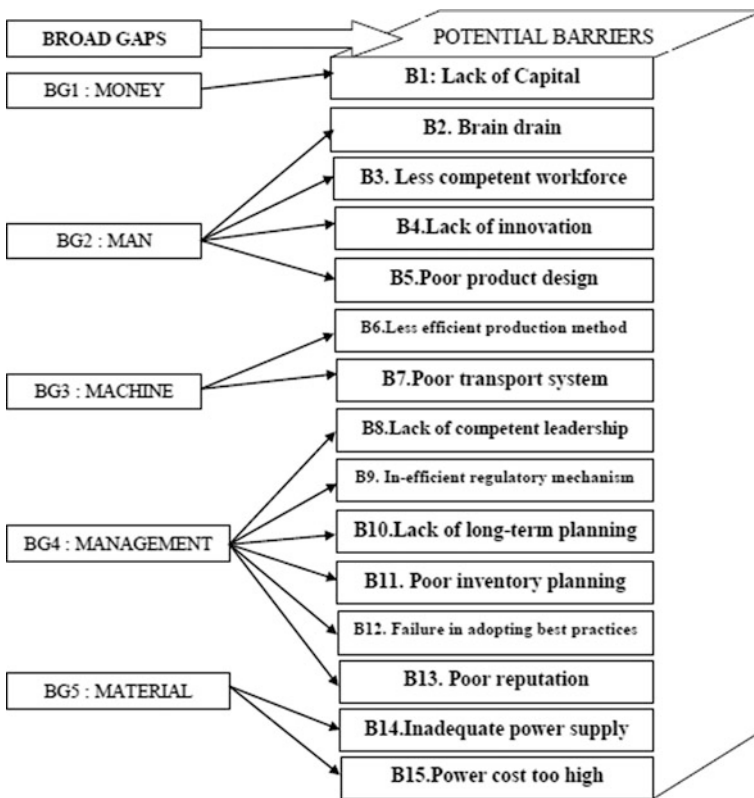 BROAD GAPS
POTENTIAL BARRIERS
BG1 : MONEY
B1: Lack of Capital
B2. Brain drain
B3. Less competent workforce
BG2 : MAN
B4.Lack of innovation
B5.Poor product design
B6.Less efficient production method
BG3 : MACHINE
B7.Poor transport system
B8.Lack of competent leadership
B9. In-efficient regulatory mechanism
BG4 : MANAGEMENT
B10.Lack of long-term planning
B11. Poor inventory planning
B12. Failure in adopting best practices
BG5 : MATERIAL
B13. Poor reputation
B14.Inadequate power supply
B15.Power cost too high